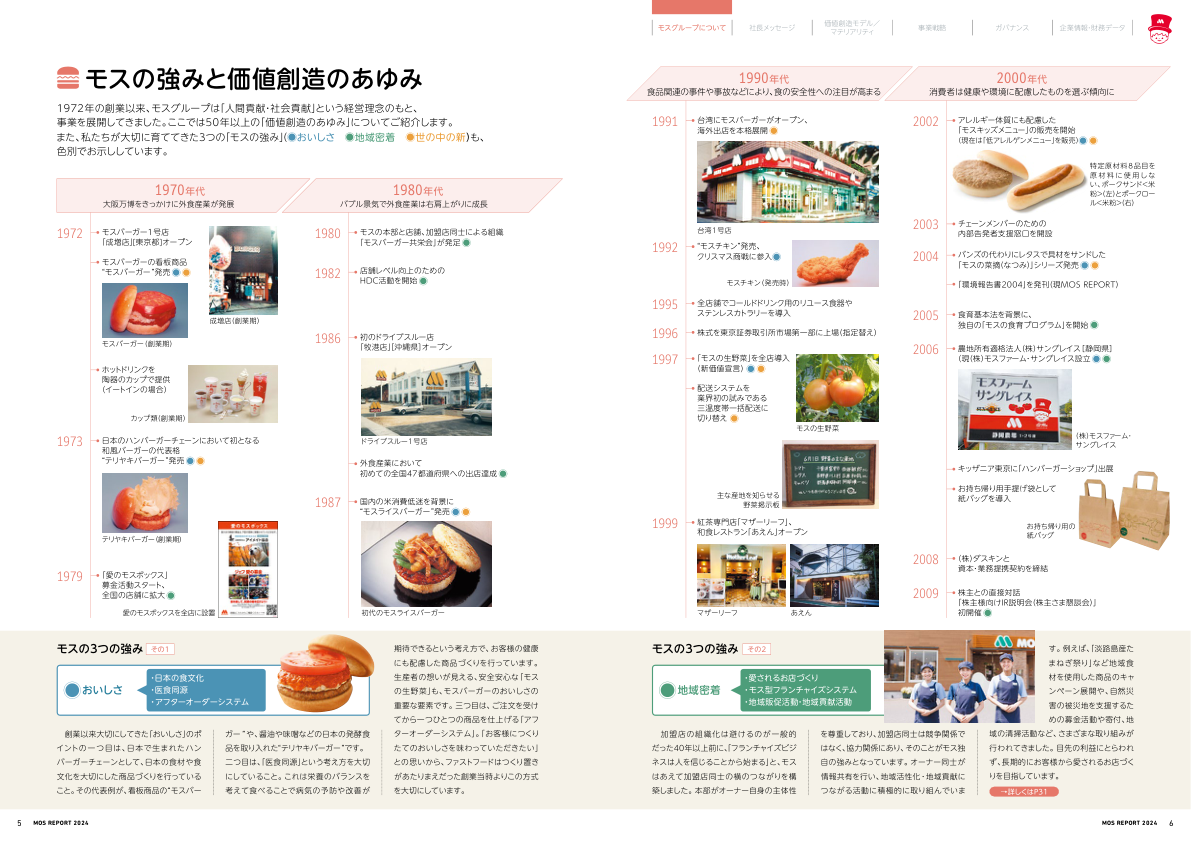 モスグループについて
社長メッセージ
価値創造モデル／
マテリアリティ
事業戦略
ガバナンス
企業情報・財務データ
モスの強みと価値創造のあゆみ
1972年の創業以来、モスグループは「人間貢献・社会貢献」という経営理念のもと、
事業を展開してきました。ここでは50年以上の「価値創造のあゆみ」についてご紹介します。
また、私たちが大切に育ててきた3つの「モスの強み」(●おいしさ ●地域密着 ●世の中の新)も、
色別でお示ししています。
1970年代
大阪万博をきっかけに外食産業が発展
1972
モスバーガー1号店
「成増店」[東京都]オープン
モスバーガーの看板商品
“モスバーガー”発売
モスバーガー(創業期)
成増店(創業期)
ホットドリンクを
陶器のカップで提供
(イートインの場合)
カップ類(創業期)
1973
日本のハンバーガーチェーンにおいて初となる
和風バーガーの代表格
“テリヤキバーガー”発売
テリヤキバーガー(創業期)
1979
「愛のモスボックス」
募金活動スタート、
全国の店舗に拡大
愛のモスボックスを全店に設置
愛のモスボックス
1980年代
バブル景気で外食産業は右肩上がりに成長
1980
モスの本部と店舗、加盟店同士による組織
「モスバーガー共栄会」が発足
1982
店舗レベル向上のための
HDC活動を開始
1986
初のドライブスルー店
「牧港店」[沖縄県]オープン
ドライブスルー1号店
外食産業において
初めての全国47都道府県への出店達成
1987
国内の米消費低迷を背景に
“モスライスバーガー”発売
初代のモスライスバーガー
1990年代
食品関連の事件や事故などにより、食の安全性への注目が高まる
1991
台湾にモスバーガーがオープン、
海外出店を本格展開
台湾1号店
1992
“モスチキン”発売、
クリスマス商戦に参入
モスチキン(発売時)
1995
全店舗でコールドドリンク用のリユース食器や
ステンレスカトラリーを導入
1996
株式を東京証券取引所市場第一部に上場(指定替え)
1997
「モスの生野菜」を全店導入
(新価値宣言)
配送システムを
業界初の試みである
三温度帯一括配送に
切り替え
モスの生野菜
主な産地を知らせる
野菜掲示板
1999
紅茶専門店「マザーリーフ」、
和食レストラン「あえん」オープン
マザーリーフ
あえん
2000年代
消費者は健康や環境に配慮したものを選ぶ傾向に
2002
アレルギー体質にも配慮した
「モスキッズメニュー」の販売を開始
(現在は「低アレルゲンメニュー」を販売)
特定原材料8品目を
原材料に使用しな
い、ポークサンド<米
粉>(左)とポークロー
ル<米粉>(右)
2003
チェーンメンバーのための
内部告発者支援窓口を開設
2004
バンズの代わりにレタスで具材をサンドした
「モスの菜摘(なつみ)」シリーズ発売
「環境報告書2004」を発刊(現MOS REPORT)
2005
食育基本法を背景に、
独自の「モスの食育プログラム」を開始
2006
農地所有適格法人(株)サングレイス[静岡県]
(現(株)モスファーム・サングレイス設立
モスファーム
サングレイス
静岡農場
(株)モスファーム・
サングレイス
キッザニア東京に「ハンバーガーショップ」出展
お持ち帰り用手提げ袋として
紙バッグを導入
お持ち帰り用の
紙バッグ
2008
(株)ダスキンと
資本・業務提携契約を締結
2009
株主との直接対話
「株主様向けIR説明会(株主さま懇談会)」
初開催
モスの3つの強み その1
おいしさ
・日本の食文化
・医食同源
・アフターオーダーシステム
創業以来大切にしてきた「おいしさ」のポ
イントの一つ目は、日本で生まれたハン
バーガーチェーンとして、日本の食材や食
文化を大切にした商品づくりを行っている
こと。その代表例が、看板商品の“モスバー
ガー”や、醤油や味噌などの日本の発酵食
品を取り入れた“テリヤキバーガー”です。
二つ目は、「医食同源」という考え方を大切
にしていること。これは栄養のバランスを
考えて食べることで病気の予防や改善が
期待できるという考え方で、お客様の健康
にも配慮した商品づくりを行っています。
生産者の想いが見える、安全安心な「モス
の生野菜」も、モスバーガーのおいしさの
重要な要素です。三つ目は、ご注文を受け
てから一つひとつの商品を仕上げる「アフ
ターオーダーシステム」。「お客様につくり
たてのおいしさを味わっていただきたい」
との思いから、ファストフードはつくり置き
があたりまえだった創業当時よりこの方式
を大切にしています。
モスの3つの強み その2
地域密着
・愛されるお店づくり
・モス型フランチャイズシステム
・地域販促活動・地域貢献活動
加盟店の組織化は避けるのが一般的
だった40年以上前に、「フランチャイズビジ
ネスは人を信じることから始まる」と、モス
はあえて加盟店同士の横のつながりを構
築しました。本部がオーナー自身の主体性
を尊重しており、加盟店同士は競争関係で
はなく、協力関係にあり、そのことがモス独
自の強みとなっています。オーナー同士が
情報共有を行い、地域活性化・地域貢献に
つながる活動に積極的に取り組んでいま
す。例えば、「淡路島産た
まねぎ祭り」など地域食
材を使用した商品のキャ
ンペーン展開や、自然災
害の被災地を支援するた
めの募金活動や寄付、地
域の清掃活動など、さまざまな取り組みが
行われてきました。目先の利益にとらわれ
ず、長期的にお客様から愛されるお店づく
りを目指しています。
→詳しくはP31
5 MOS REPORT 2024
MOS REPORT 2024 6